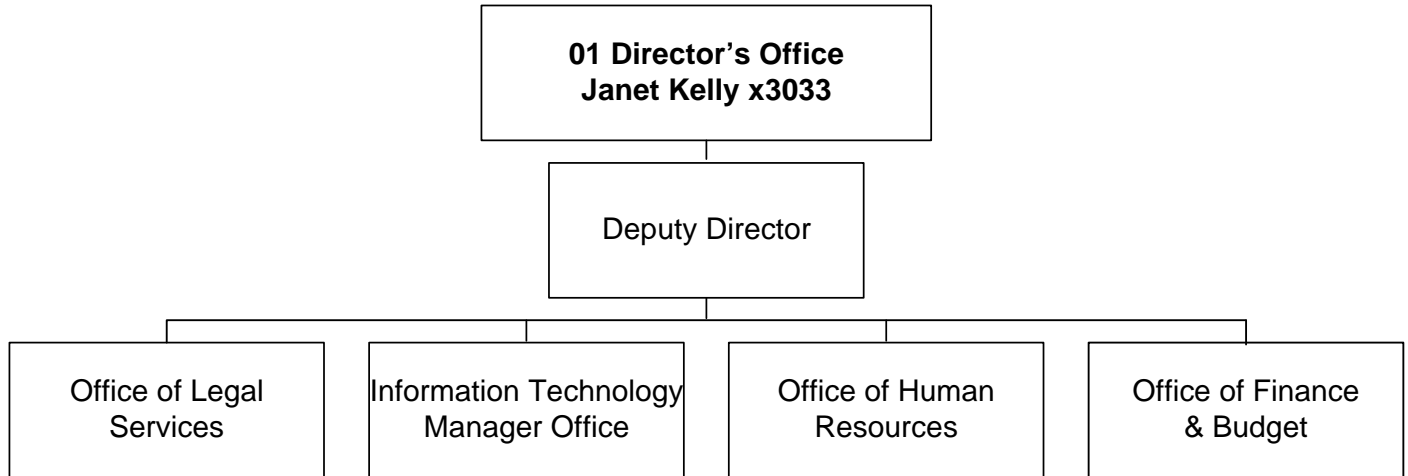 01 Director’s Office
Janet Kelly x3033
Deputy Director
Office of Legal
Services
Information Technology
Manager Office
Office of Human
Resources
Office of Finance
& Budget